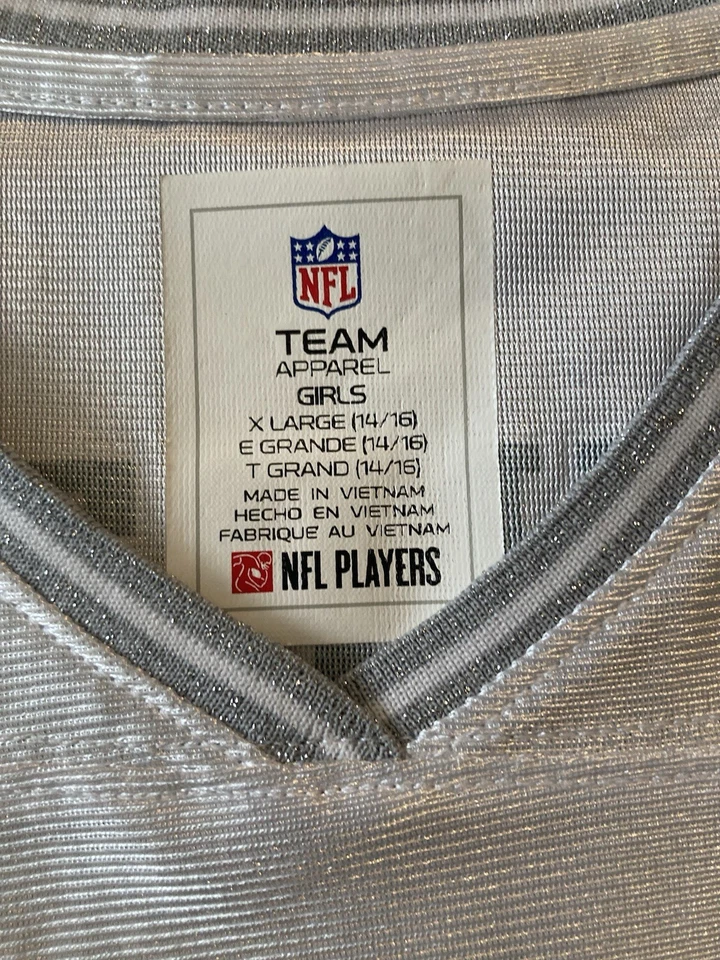 NFL
TEAM
APPAREL
GIRLS
X LARGE (14/16)
E GRANDE (14/16)
T GRAND (14/16)
MADE IN VIETNAM
HECHO EN VIETNAM
FABRIQUE AU VIETNAM
NFL PLAYERS